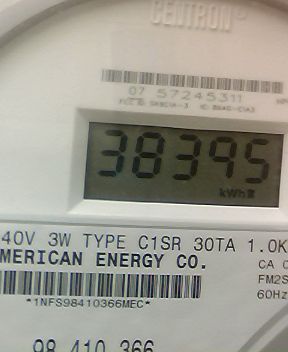 CENTRON
07 57245311
38395
kWh
40V 3W TYPE C1SR 30TA 1.0K
MERICAN ENERGY CO.
CA 0
FM2S
60Hz
*1NFS98410366MEC*
98 410 366